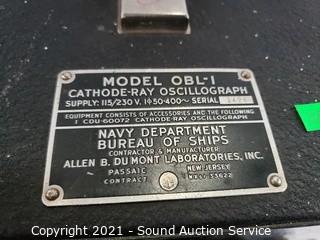 MODEL OBL-1
CATHODE-RAY OSCILLOGRAPH
SUPPLY: 115/230 V. 1ϕ50-400~ SERIAL
EQUIPMENT CONSISTS OF ACCESSORIES AND THE FOLLOWING
1 CDU-60072 CATHODE-RAY OSCILLOGRAPH
NAVY DEPARTMENT
BUREAU OF SHIPS
CONTRACTOR & MANUFACTURER
ALLEN B. DU MONT LABORATORIES, INC.
PASSAIC NEW JERSEY
CONTRACT
Copyright 2021 - Sound Auction Service